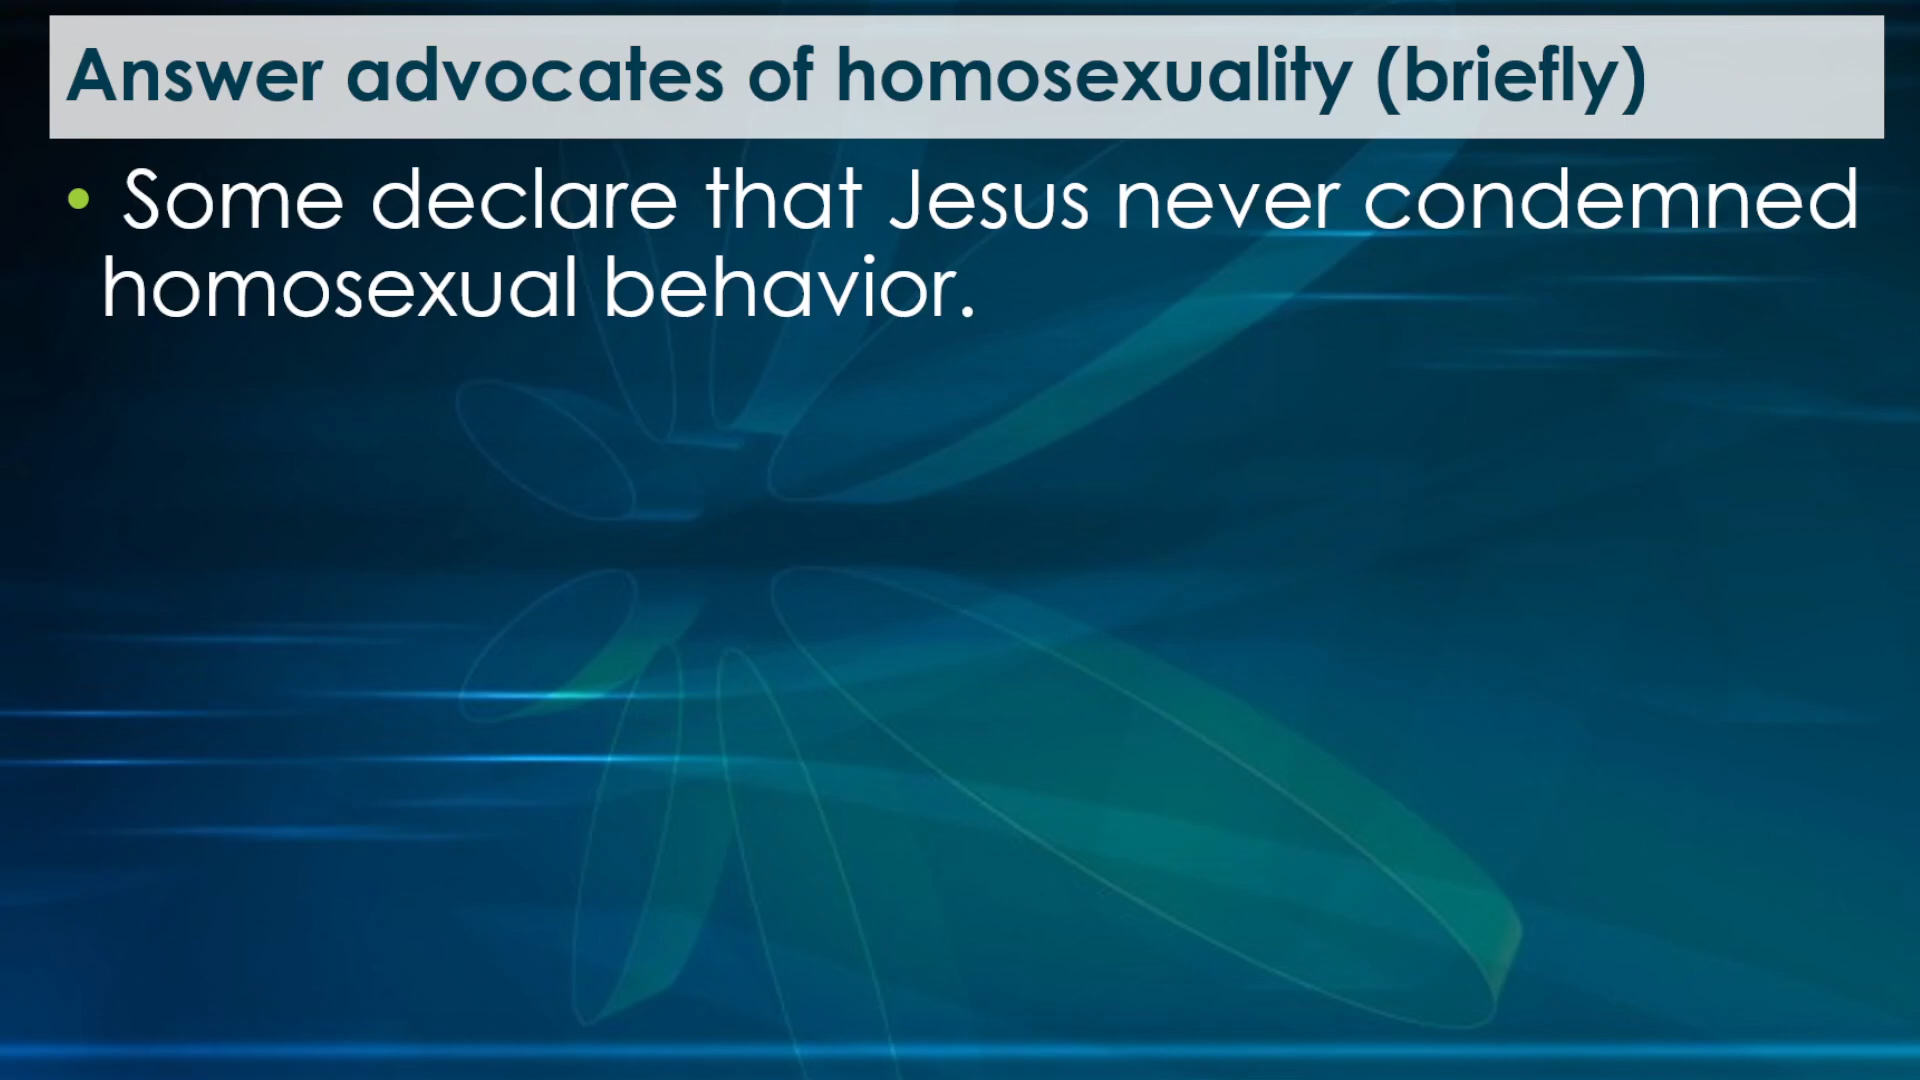 Answer advocates of homosexuality (briefly)
• Some declare that Jesus never condemned
homosexual behavior.